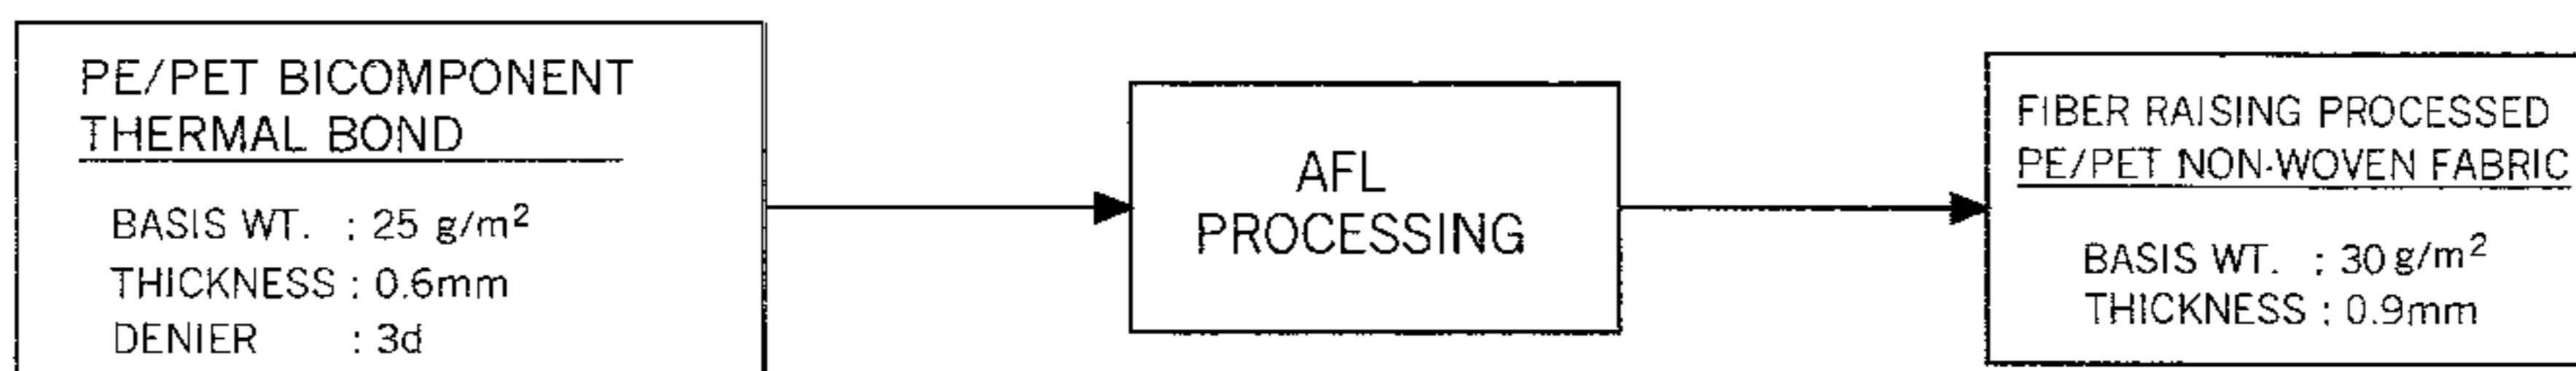 PE/PET BICOMPONENT
THERMAL BOND
BASIS WT. : 25 g/m²
THICKNESS : 0.6mm
DENIER : 3d
AFL
PROCESSING
FIBER RAISING PROCESSED
PE/PET NON-WOVEN FABRIC
BASIS WT. : 30 g/m²
THICKNESS : 0.9mm